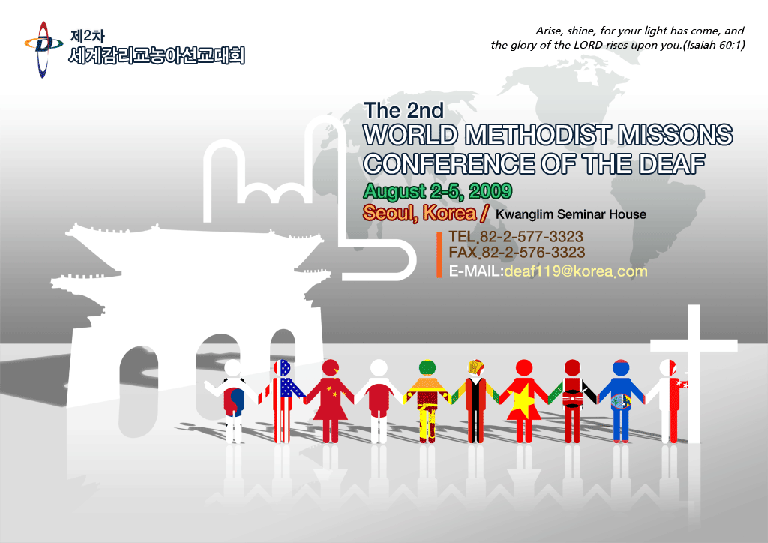 제2차
세계감리교농아선교대회
Arise, shine, for your light has come, and
the glory of the LORD rises upon you.(Isaiah 60:1)
The 2nd
WORLD METHODIST MISSONS
CONFERENCE OF THE DEAF
August 2-5, 2009
Seoul, Korea / Kwanglim Seminar House
TEL.82-2-577-3323
FAX.82-2-576-3323
E-MAIL:deaf119@korea.com